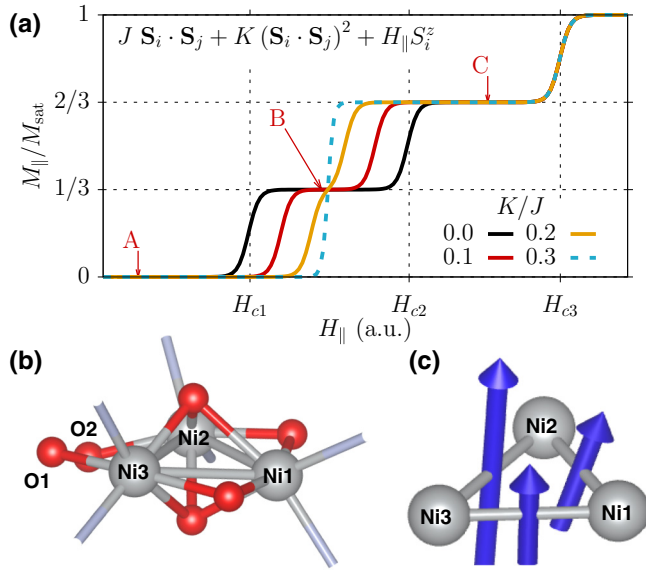 (a)
J S_i · S_j + K (S_i · S_j)^2 + H_∥ S_i^z
1
2/3
1/3
0
M_∥/M_sat
A
B
C
K/J
0.0 0.2
0.1 0.3
H_c1 H_c2 H_c3
H_∥ (a.u.)
(b) (c)
O2
O1
Ni2
Ni3
Ni1
Ni2
Ni3
Ni1